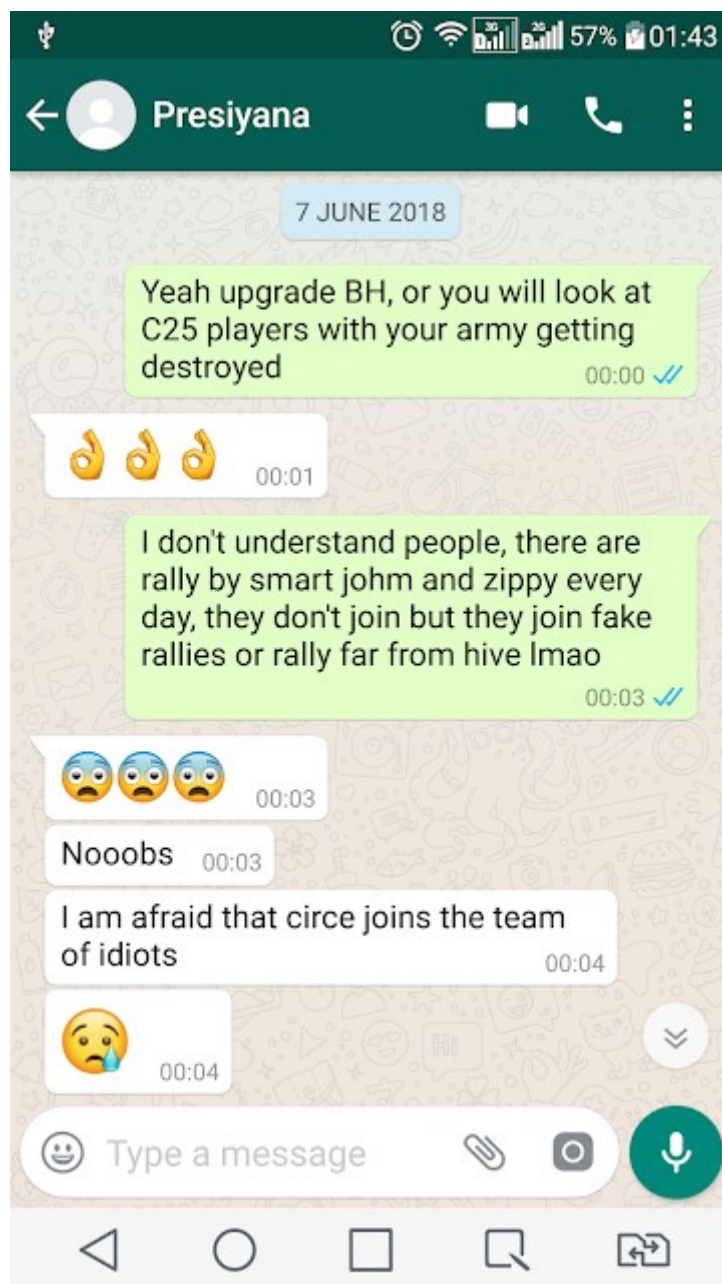 57% 01:43
Presiyana
7 JUNE 2018
Yeah upgrade BH, or you will look at
C25 players with your army getting
destroyed
00:00
👌👌👌 00:01
I don't understand people, there are
rally by smart johm and zippy every
day, they don't join but they join fake
rallies or rally far from hive lmao
00:03
😨😨😨 00:03
Nooobs 00:03
I am afraid that circe joins the team
of idiots 00:04
😢 00:04
Type a message